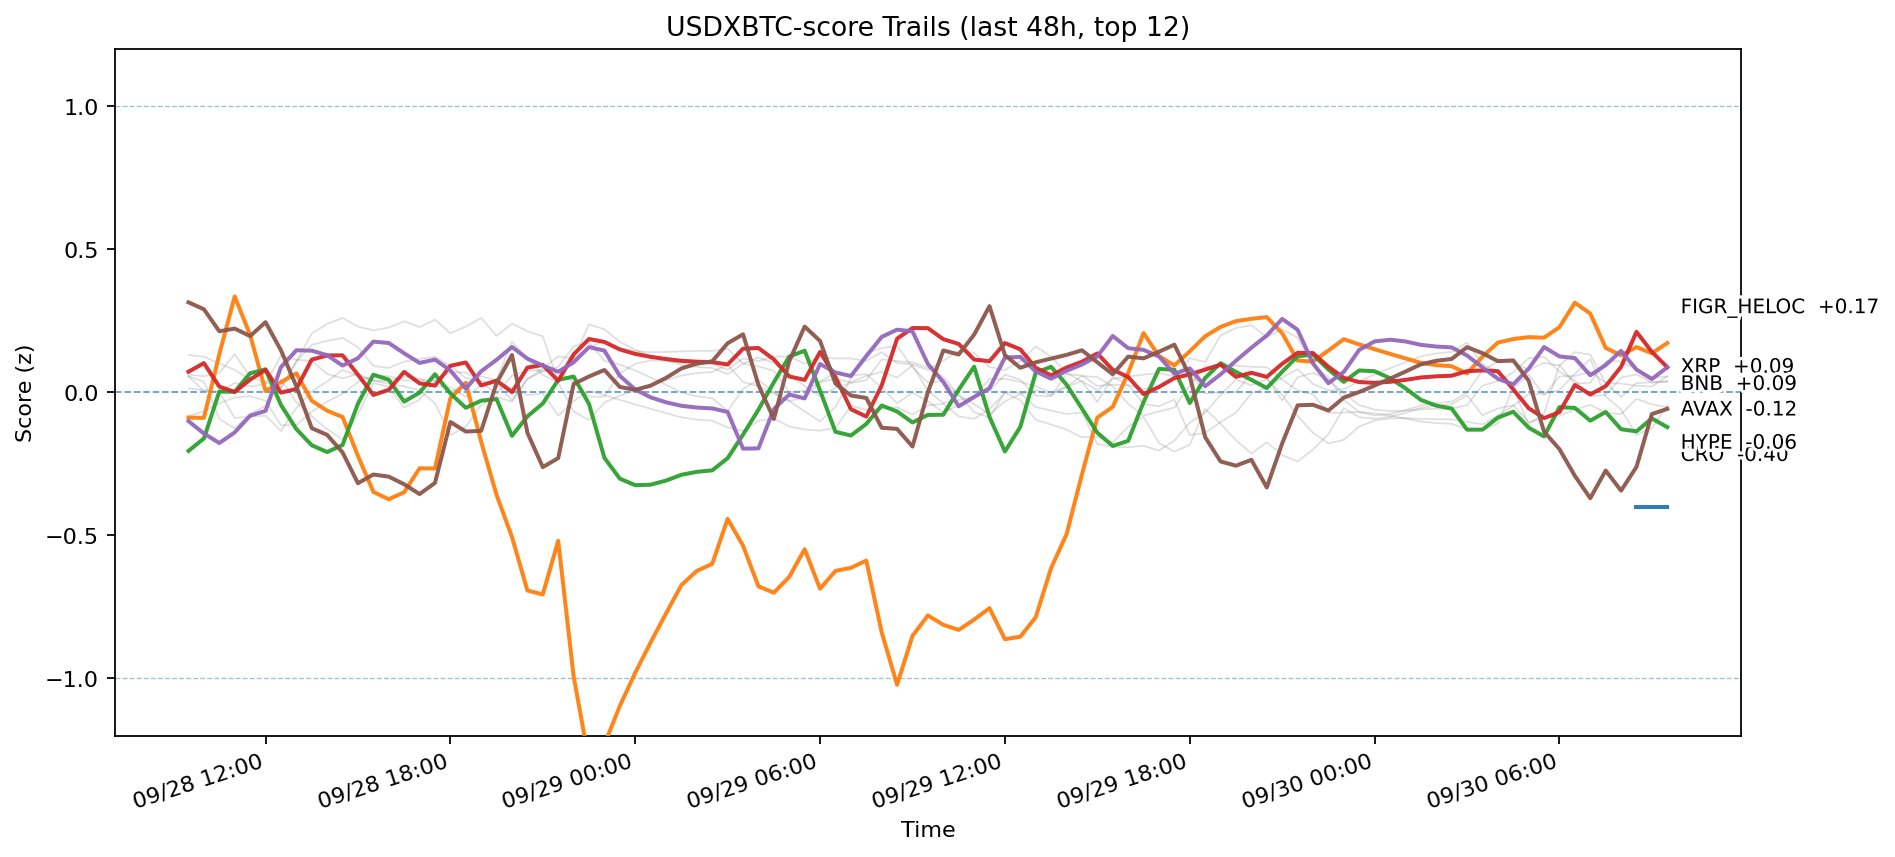 USDXBTC-score Trails (last 48h, top 12)
Score (z)
1.0
0.5
0.0
−0.5
−1.0
FIGR_HELOC +0.17
XRP +0.09
BNB +0.09
AVAX -0.12
HYPE -0.06
CRO -0.40
09/28 12:00
09/28 18:00
09/29 00:00
09/29 06:00
09/29 12:00
09/29 18:00
09/30 00:00
09/30 06:00
Time